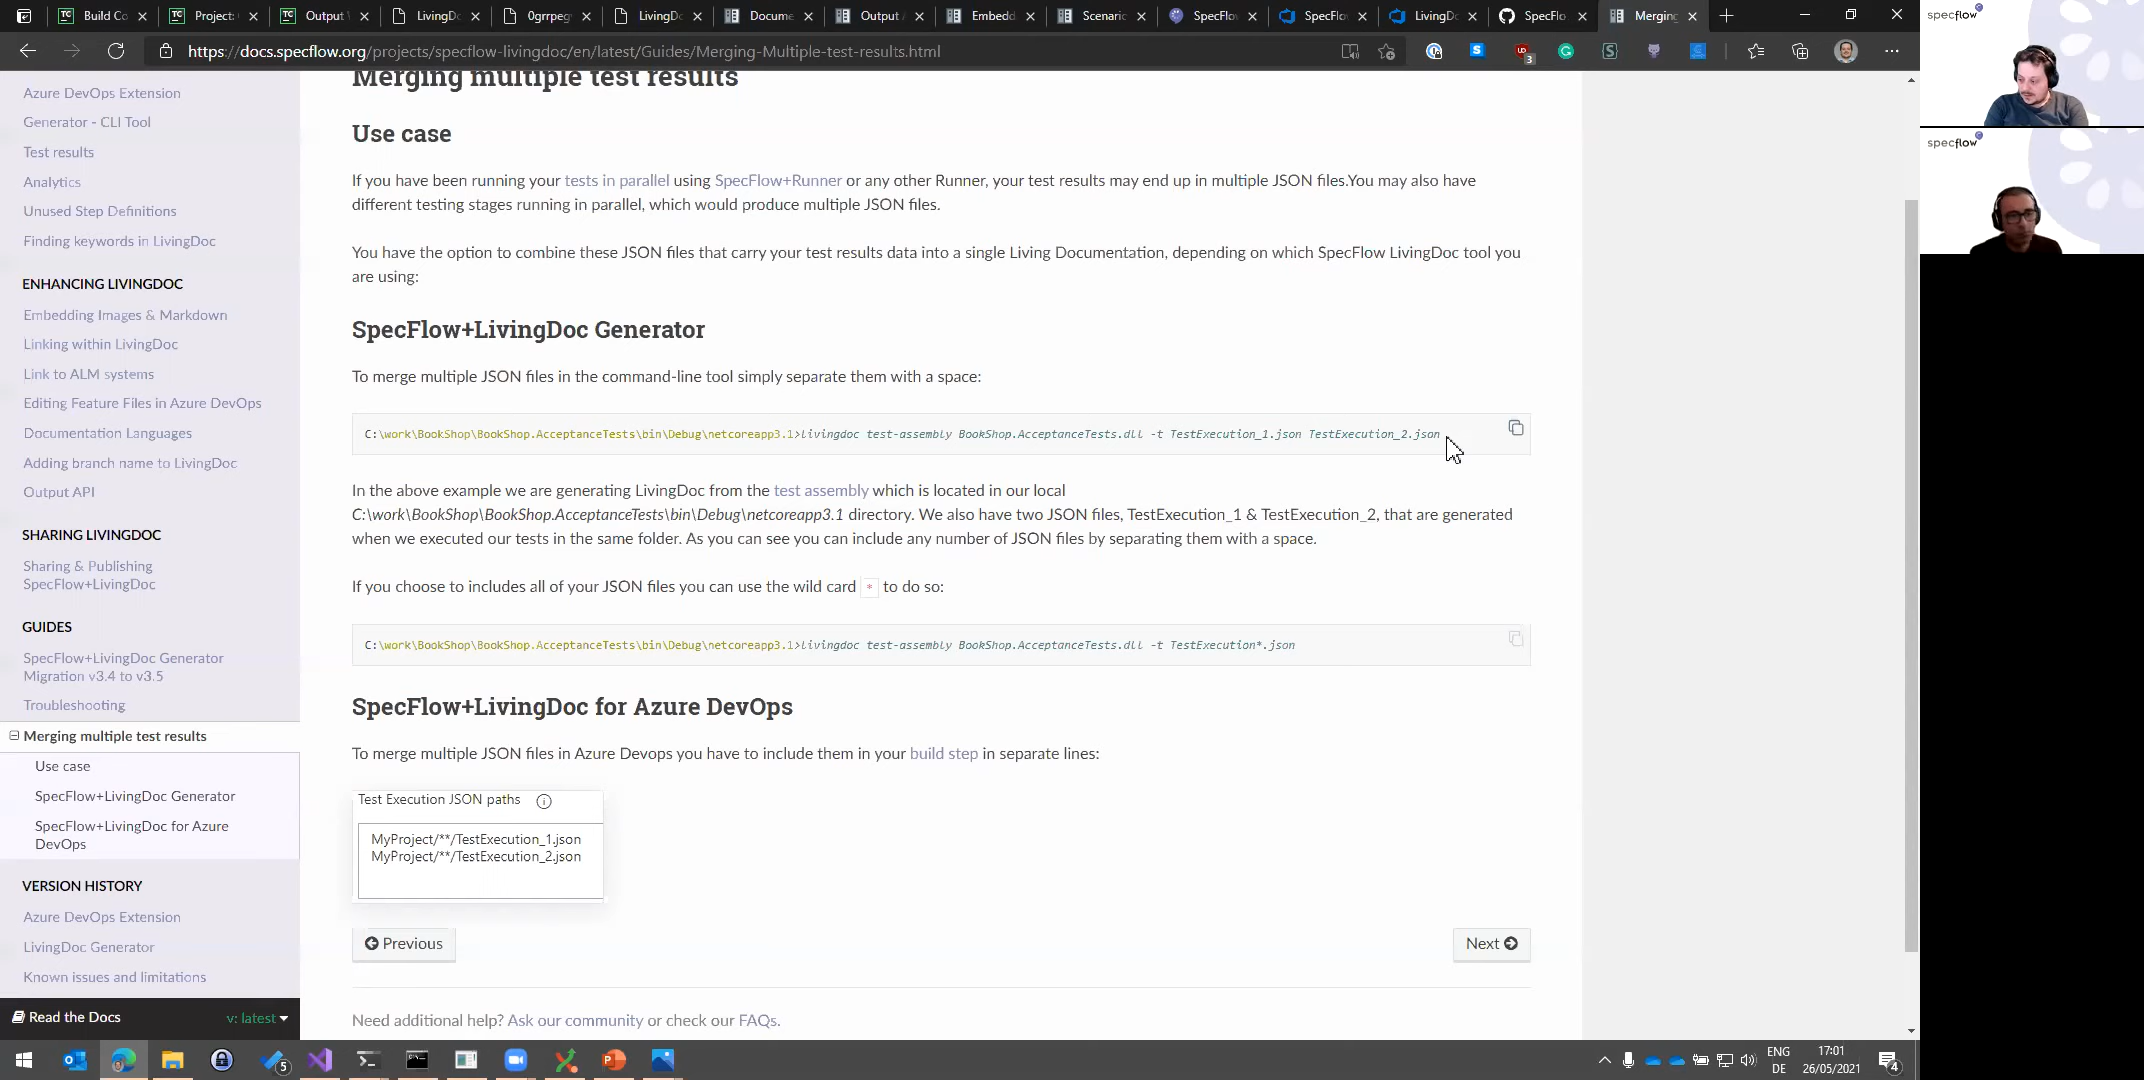 Build Co
Project:
Output
LivingDo
0grrpeg
LivingDo
Docume
Output
Embedd
Scenario
SpecFlo
SpecFlo
LivingDo
SpecFlo
Merging
https://docs.specflow.org/projects/specflow-livingdoc/en/latest/Guides/Merging-Multiple-test-results.html
3
specflow
specflow
Azure DevOps Extension
Generator - CLI Tool
Test results
Analytics
Unused Step Definitions
Finding keywords in LivingDoc
ENHANCING LIVINGDOC
Embedding Images & Markdown
Linking within LivingDoc
Link to ALM systems
Editing Feature Files in Azure DevOps
Documentation Languages
Adding branch name to LivingDoc
Output API
SHARING LIVINGDOC
Sharing & Publishing
SpecFlow+LivingDoc
GUIDES
SpecFlow+LivingDoc Generator
Migration v3.4 to v3.5
Troubleshooting
Merging multiple test results
Use case
SpecFlow+LivingDoc Generator
SpecFlow+LivingDoc for Azure
DevOps
VERSION HISTORY
Azure DevOps Extension
LivingDoc Generator
Known issues and limitations
Read the Docs
v: latest
Merging multiple test results
Use case
If you have been running your tests in parallel using SpecFlow+Runner or any other Runner, your test results may end up in multiple JSON files.You may also have
different testing stages running in parallel, which would produce multiple JSON files.
You have the option to combine these JSON files that carry your test results data into a single Living Documentation, depending on which SpecFlow LivingDoc tool you
are using:
SpecFlow+LivingDoc Generator
To merge multiple JSON files in the command-line tool simply separate them with a space:
C:\work\BookShop\BookShop.AcceptanceTests\bin\Debug\netcoreapp3.1>livingdoc test-assembly BookShop.AcceptanceTests.dll -t TestExecution_1.json TestExecution_2.json
In the above example we are generating LivingDoc from the test assembly which is located in our local
C:\work\BookShop\BookShop.AcceptanceTests\bin\Debug\netcoreapp3.1 directory. We also have two JSON files, TestExecution_1 & TestExecution_2, that are generated
when we executed our tests in the same folder. As you can see you can include any number of JSON files by separating them with a space.
If you choose to includes all of your JSON files you can use the wild card * to do so:
C:\work\BookShop\BookShop.AcceptanceTests\bin\Debug\netcoreapp3.1>livingdoc test-assembly BookShop.AcceptanceTests.dll -t TestExecution*.json
SpecFlow+LivingDoc for Azure DevOps
To merge multiple JSON files in Azure Devops you have to include them in your build step in separate lines:
Test Execution JSON paths
MyProject/**/TestExecution_1.json
MyProject/**/TestExecution_2.json
Previous
Next
Need additional help? Ask our community or check our FAQs.
5
ENG
DE
17:01
26/05/2021
4